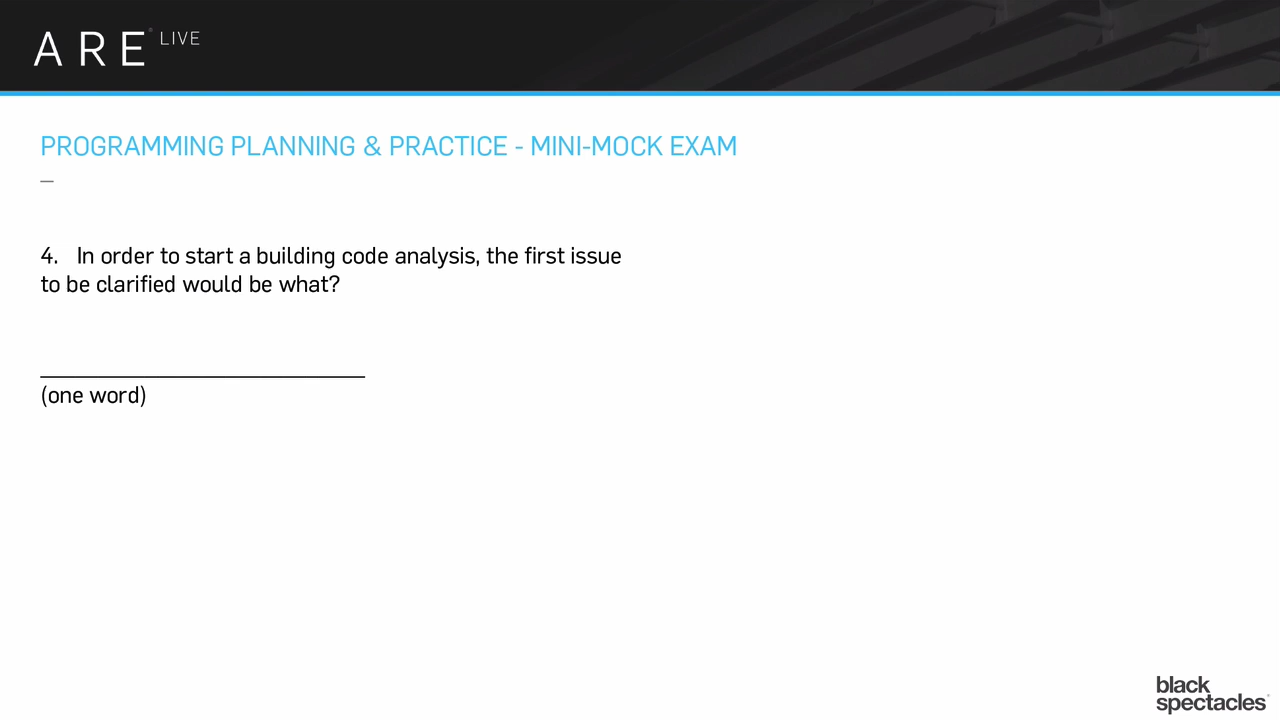 ARE® LIVE
PROGRAMMING PLANNING & PRACTICE - MINI-MOCK EXAM
4. In order to start a building code analysis, the first issue
to be clarified would be what?
(one word)
black
spectacles